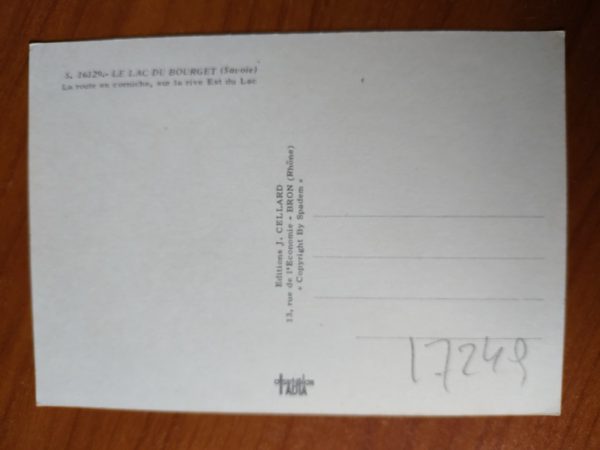 S. 16129.- LE LAC DU BOURGET (Savoie)
La route en corniche, sur la rive Est du Lac
Editions J. CELLARD
13, rue de l'Economie - BRON (Rhône)
« Copyright By Spadem »
17249